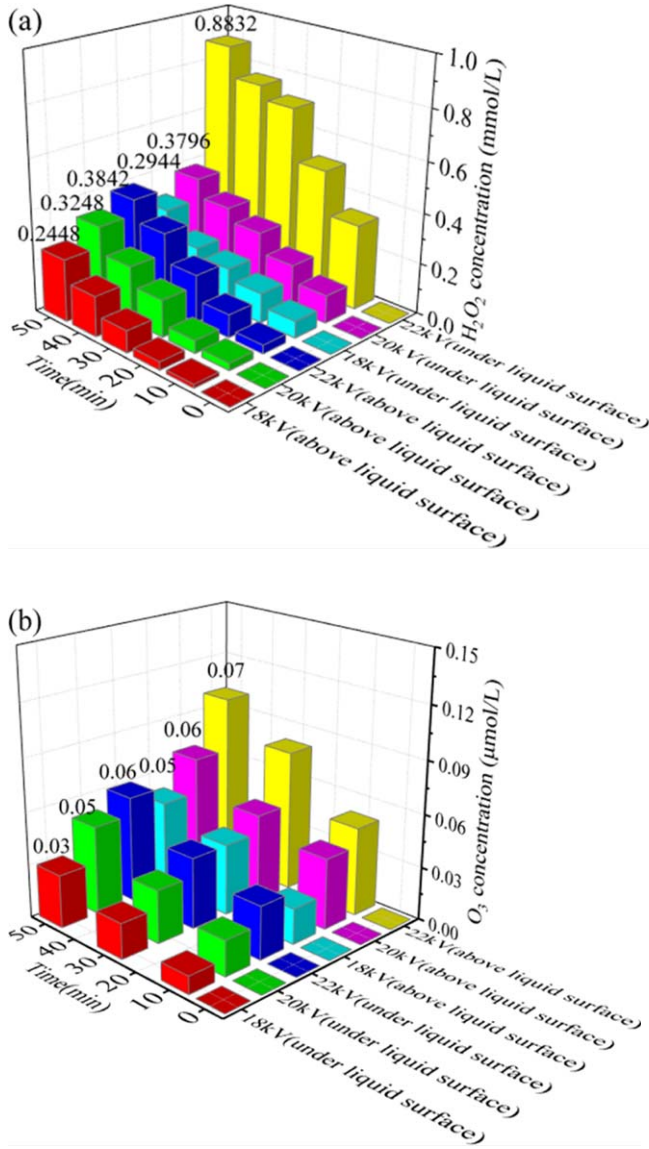 (a)
0.8832
0.3796
0.2944
0.3842
0.3248
0.2448
1.0
0.8
0.6
0.4
0.2
0.0
H₂O₂ concentration (mmol/L)
50
40
30
20
10
0
Time(min)
22kV(under liquid surface)
20kV(under liquid surface)
18kV(under liquid surface)
22kV(above liquid surface)
20kV(above liquid surface)
18kV(above liquid surface)
(b)
0.07
0.06
0.05
0.06
0.05
0.03
0.15
0.12
0.09
0.06
0.03
0.00
O₃ concentration (μmol/L)
50
40
30
20
10
0
Time(min)
22kV(above liquid surface)
20kV(above liquid surface)
18kV(above liquid surface)
22kV(under liquid surface)
20kV(under liquid surface)
18kV(under liquid surface)